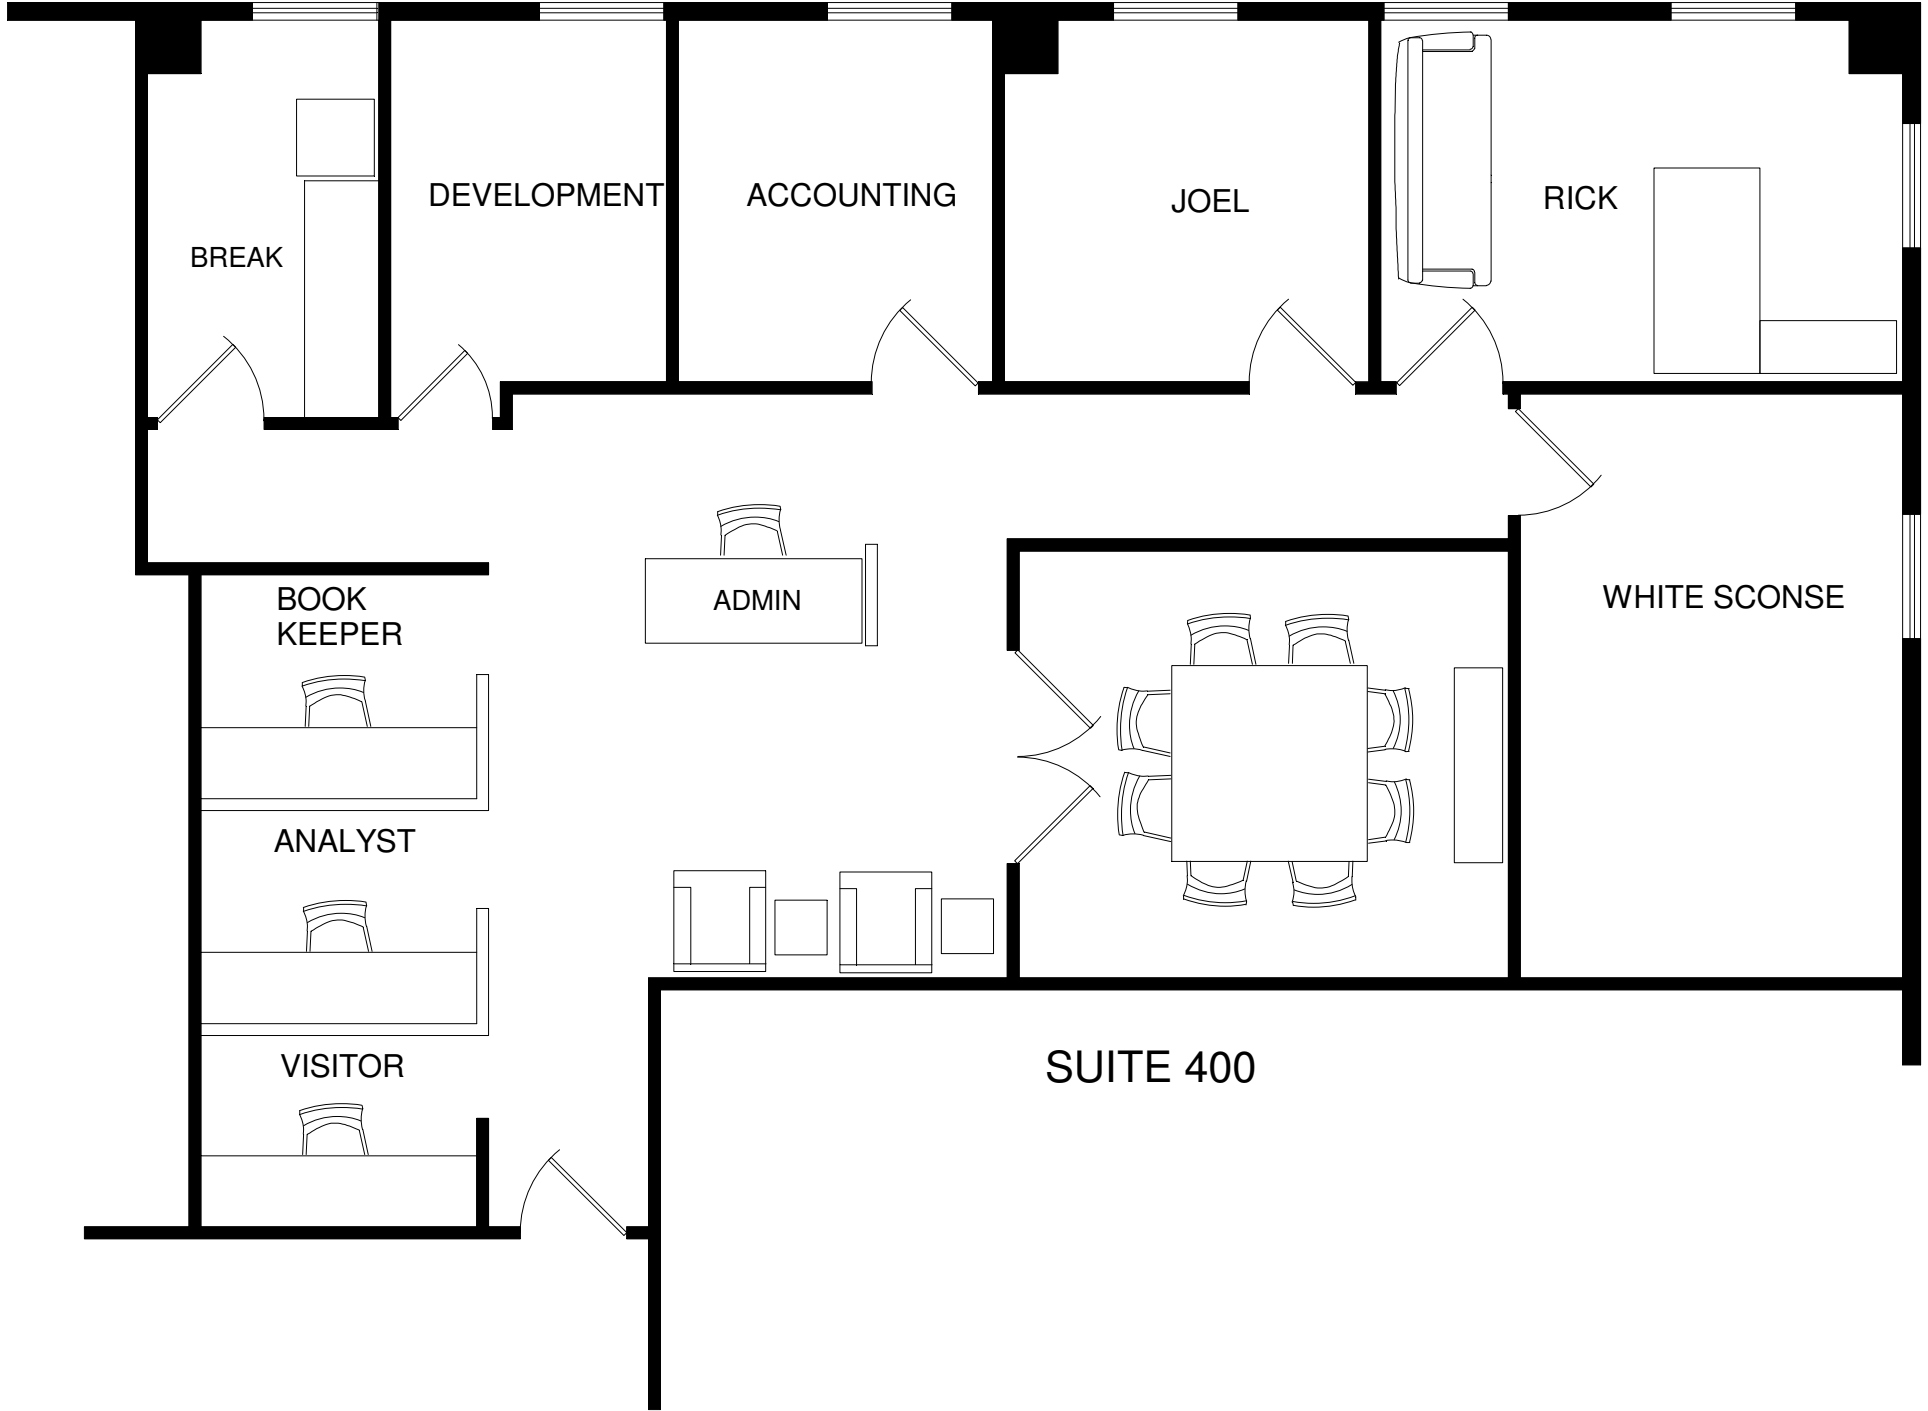 DEVELOPMENT
ACCOUNTING
JOEL
RICK
BREAK
BOOK
KEEPER
ADMIN
WHITE SCONSE
ANALYST
VISITOR
SUITE 400